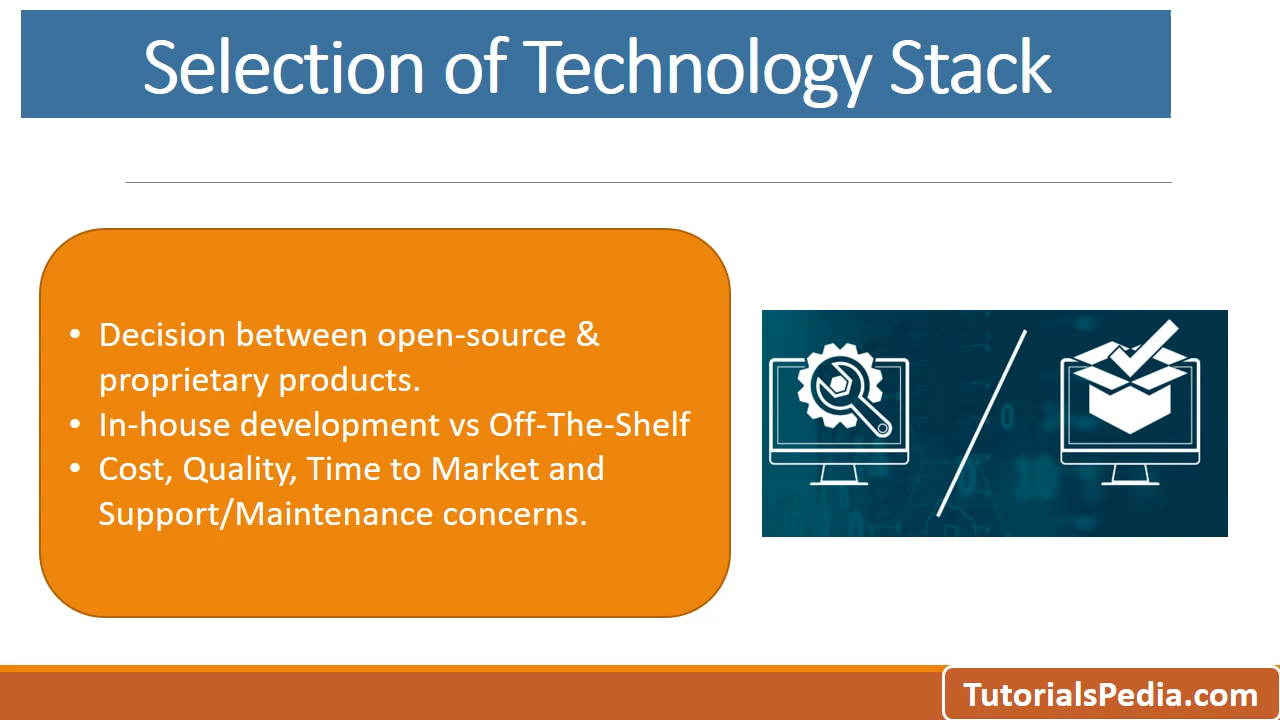 Selection of Technology Stack
• Decision between open-source &
proprietary products.
• In-house development vs Off-The-Shelf
• Cost, Quality, Time to Market and
Support/Maintenance concerns.
TutorialsPedia.com